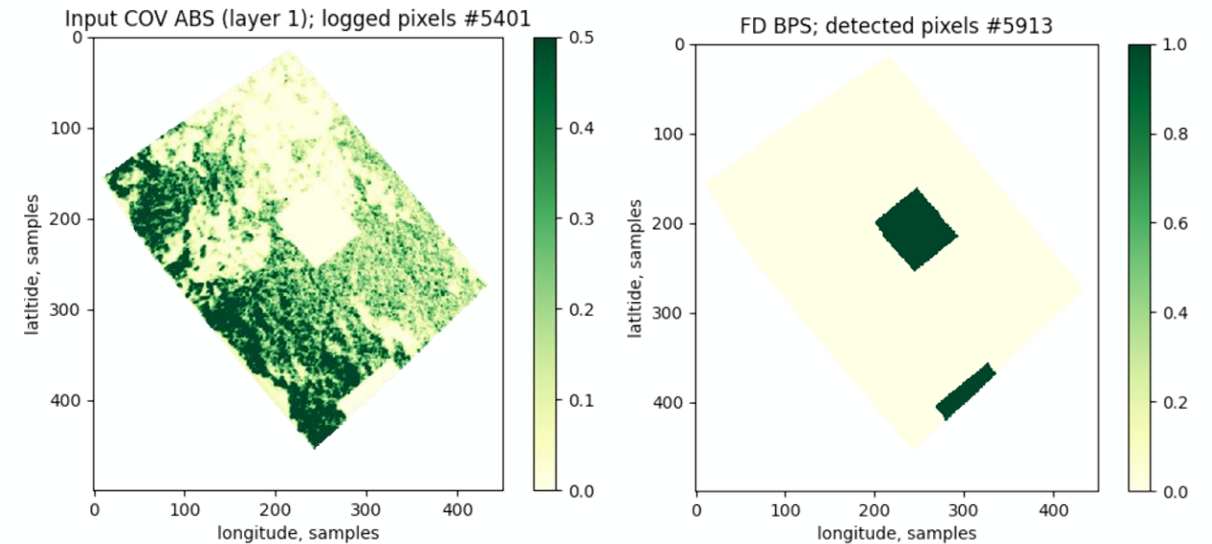 Input COV ABS (layer 1); logged pixels #5401
0
100
200
300
400
latltide, samples
0 100 200 300 400
longitude, samples
0.5
0.4
0.3
0.2
0.1
0.0
FD BPS; detected pixels #5913
0
100
200
300
400
latltide, samples
0 100 200 300 400
longitude, samples
1.0
0.8
0.6
0.4
0.2
0.0